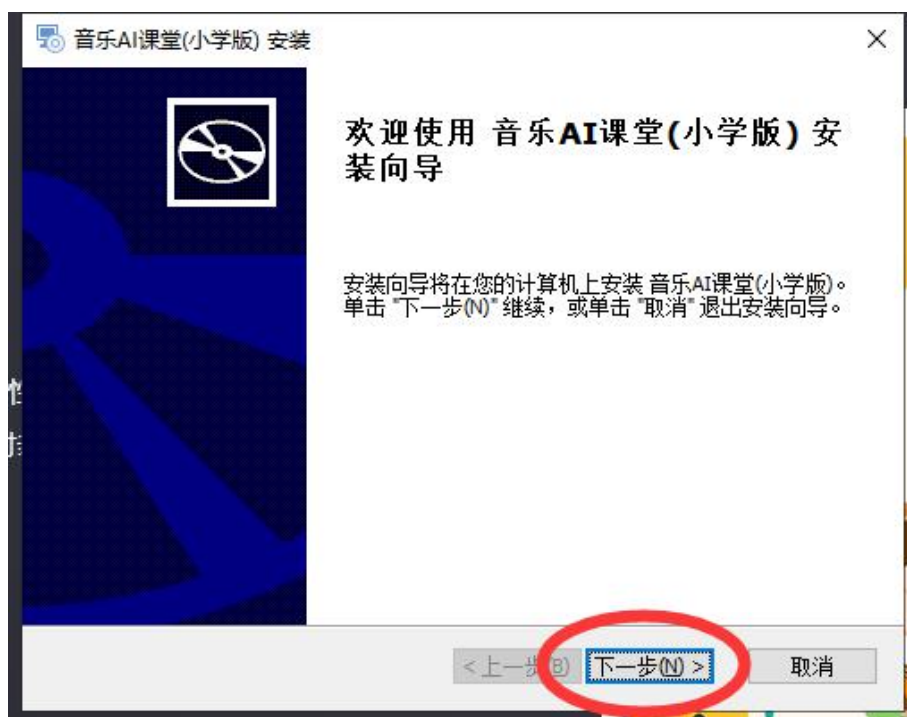 音乐AI课堂(小学版) 安装
欢迎使用 音乐AI课堂(小学版) 安
装向导
安装向导将在您的计算机上安装 音乐AI课堂(小学版)。
单击 "下一步(N)" 继续，或单击 "取消" 退出安装向导。
<上一步(B) 下一步(N) > 取消